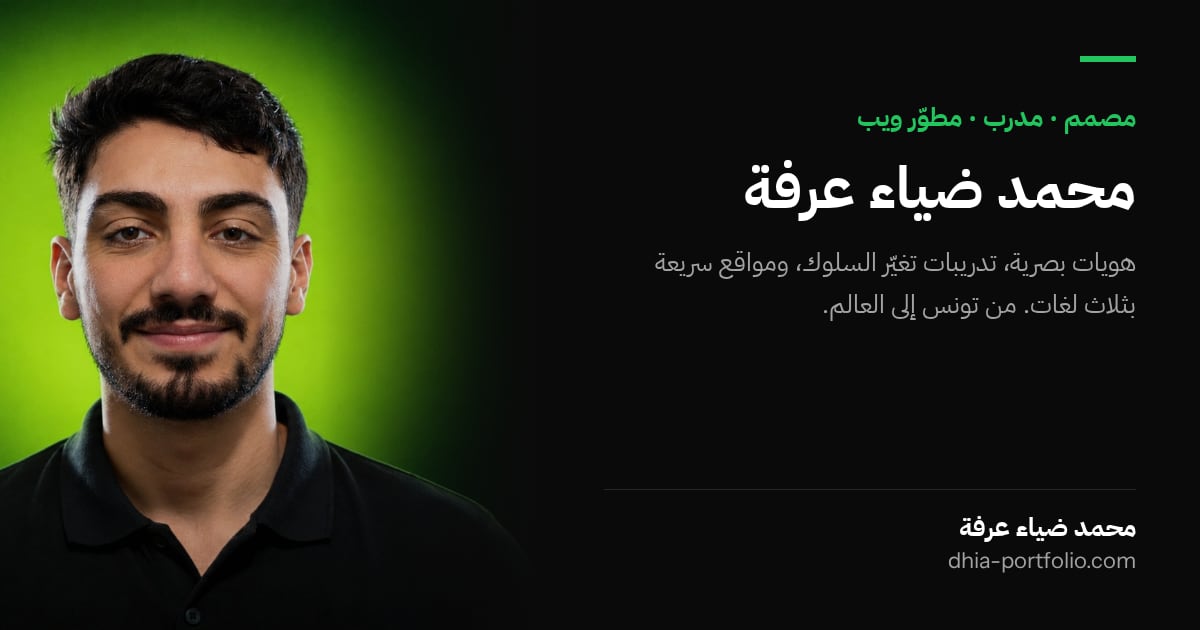 مصمم · مدرب · مطوّر ويب
محمد ضياء عرفة
هويات بصرية، تدريبات تغيّر السلوك، ومواقع سريعة
بثلاث لغات. من تونس إلى العالم.
محمد ضياء عرفة
dhia-portfolio.com